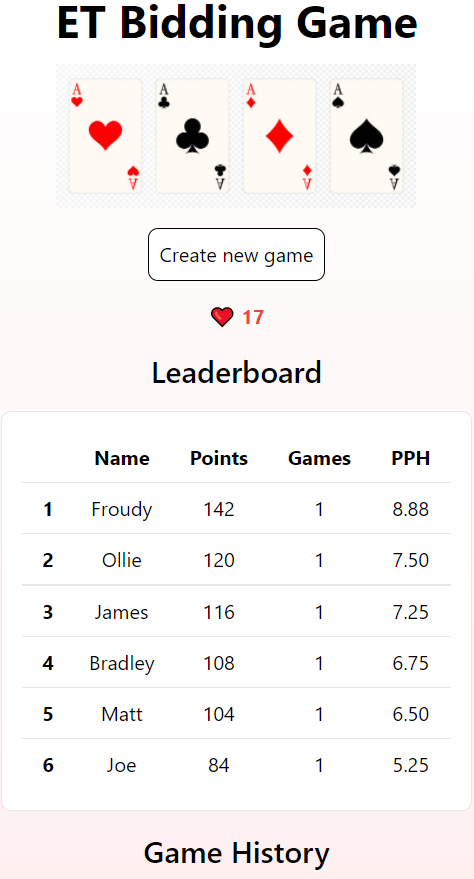 ET Bidding Game
A A A A
A A A A
Create new game
17
Leaderboard
Name Points Games PPH
1 Froudy 142 1 8.88
2 Ollie 120 1 7.50
3 James 116 1 7.25
4 Bradley 108 1 6.75
5 Matt 104 1 6.50
6 Joe 84 1 5.25
Game History